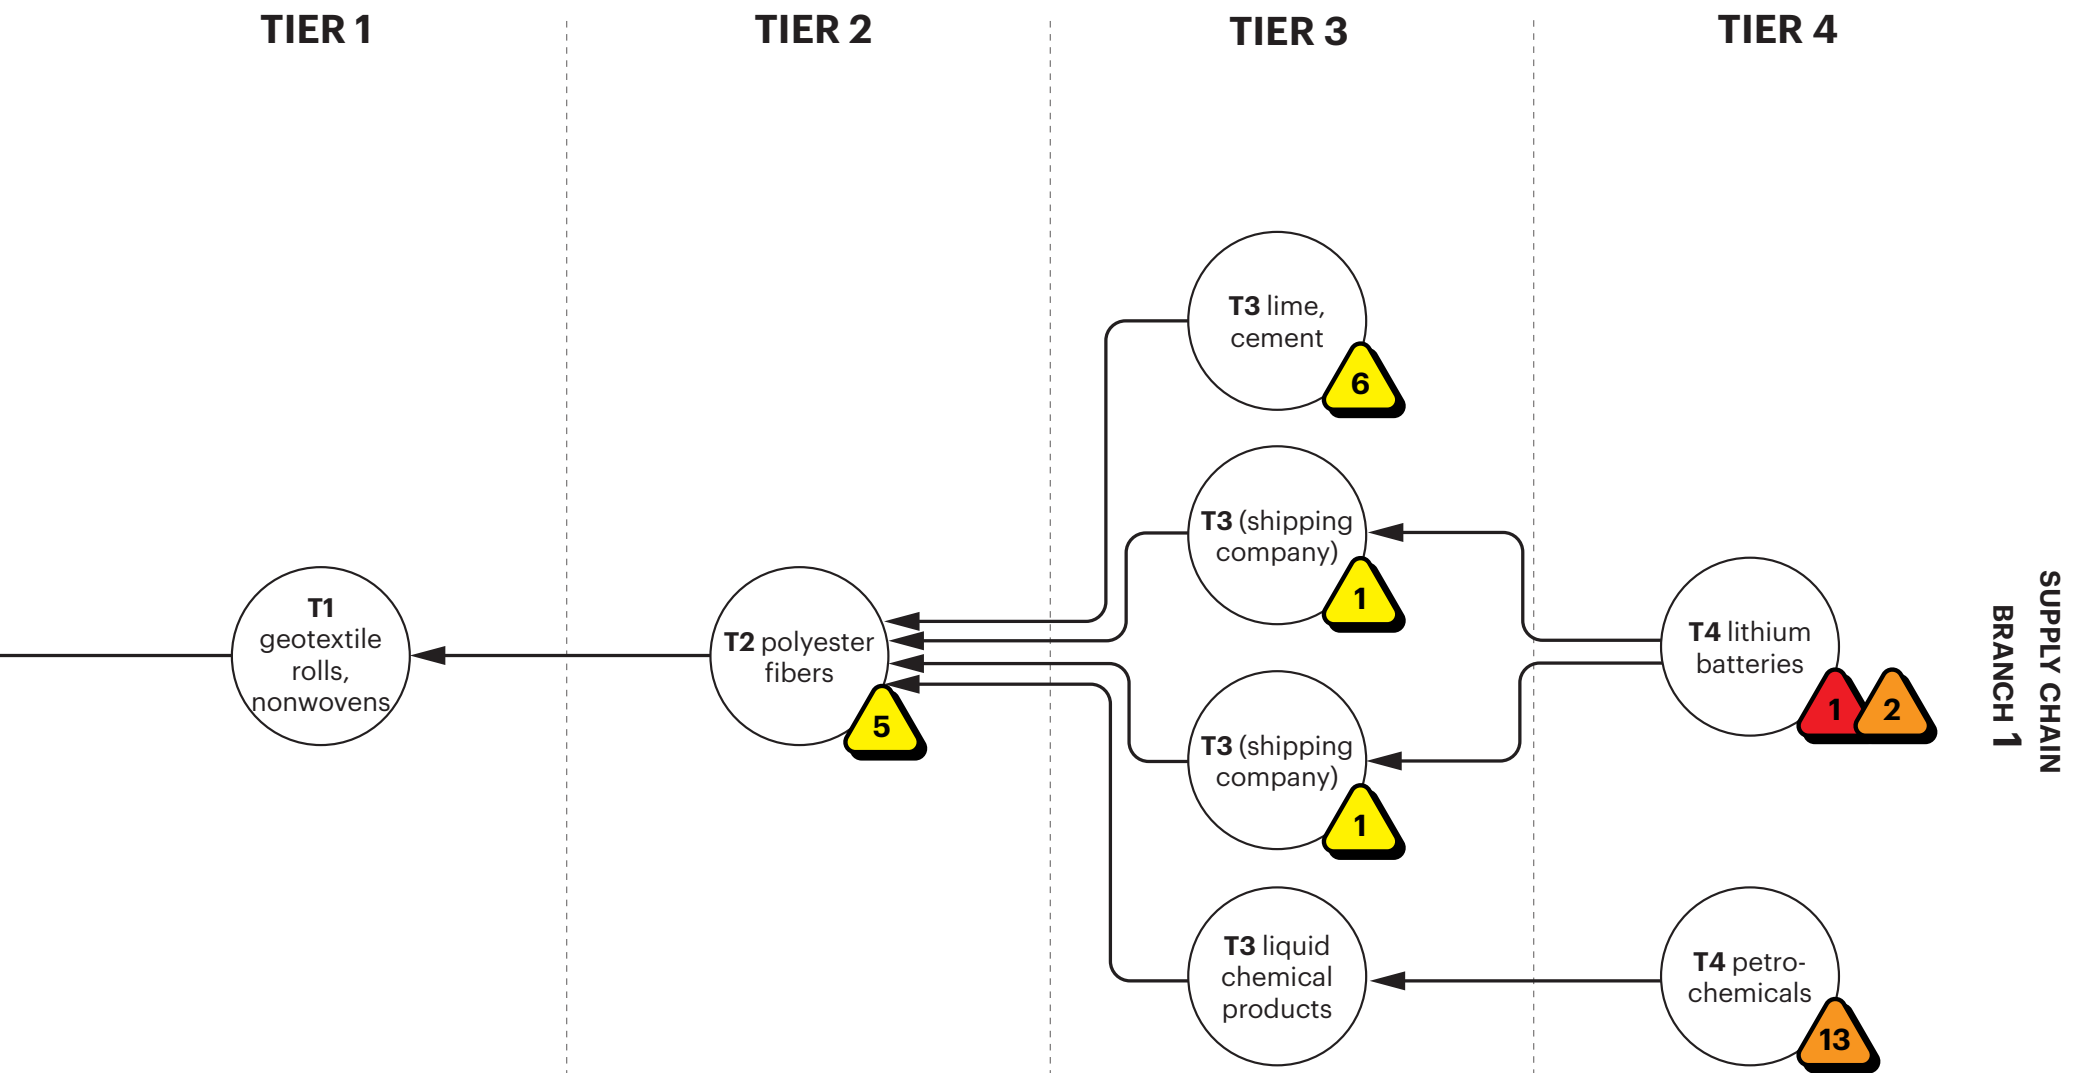 TIER 1
TIER 2
TIER 3
TIER 4
T1
geotextile
rolls,
nonwovens
T2 polyester
fibers
5
T3 lime,
cement
6
T3 (shipping
company)
1
T3 (shipping
company)
1
T3 liquid
chemical
products
T4 lithium
batteries
1
2
T4 petro-
chemicals
13
SUPPLY CHAIN
BRANCH 1